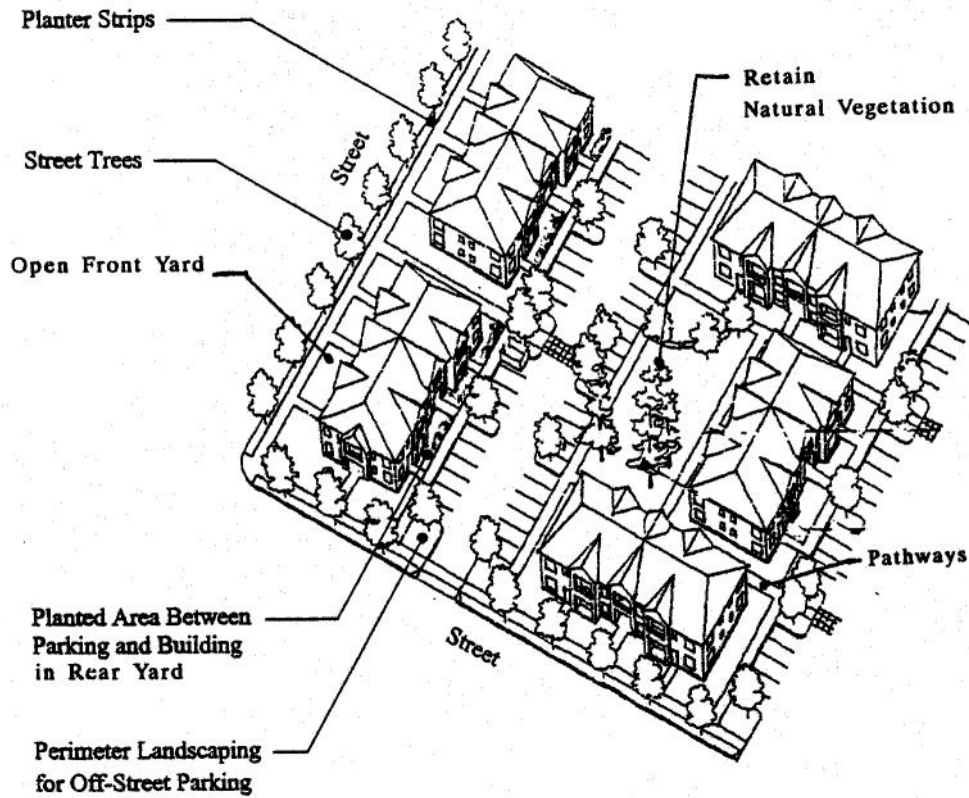 Planter Strips
Street Trees
Street
Open Front Yard
Retain
Natural Vegetation
Pathways
Street
Planted Area Between
Parking and Building
in Rear Yard
Perimeter Landscaping
for Off-Street Parking